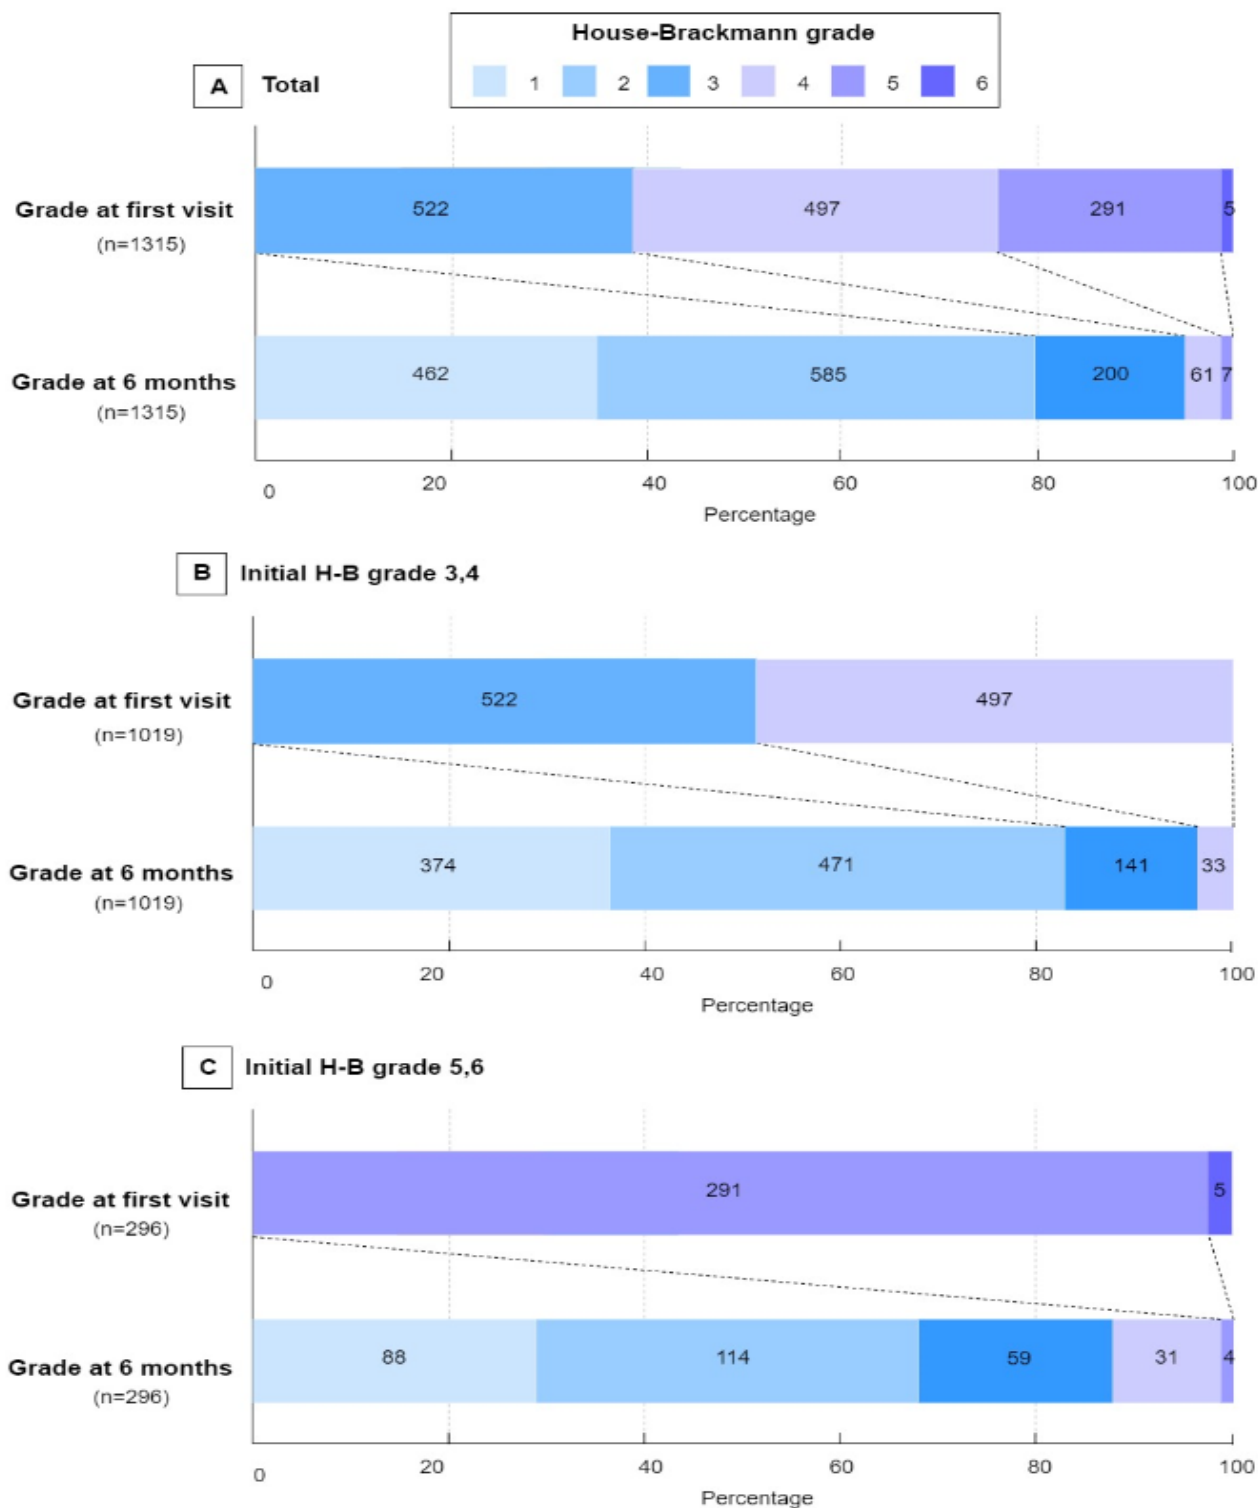 House-Brackmann grade
1 2 3 4 5 6
A Total
Grade at first visit
(n=1315)
522 497 291 5
Grade at 6 months
(n=1315)
462 585 200 61 7
0 20 40 60 80 100
Percentage
B Initial H-B grade 3,4
Grade at first visit
(n=1019)
522 497
Grade at 6 months
(n=1019)
374 471 141 33
0 20 40 60 80 100
Percentage
C Initial H-B grade 5,6
Grade at first visit
(n=296)
291 5
Grade at 6 months
(n=296)
88 114 59 31 4
0 20 40 60 80 100
Percentage